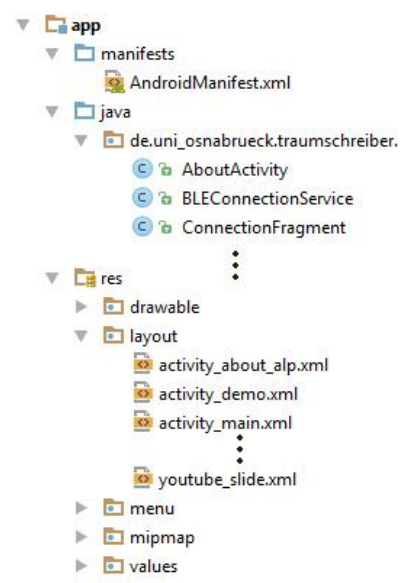 app
manifests
AndroidManifest.xml
java
de.uni_osnabrueck.traumschreiber.
AboutActivity
BLEConnectionService
ConnectionFragment
res
drawable
layout
activity_about_alp.xml
activity_demo.xml
activity_main.xml
youtube_slide.xml
menu
mipmap
values